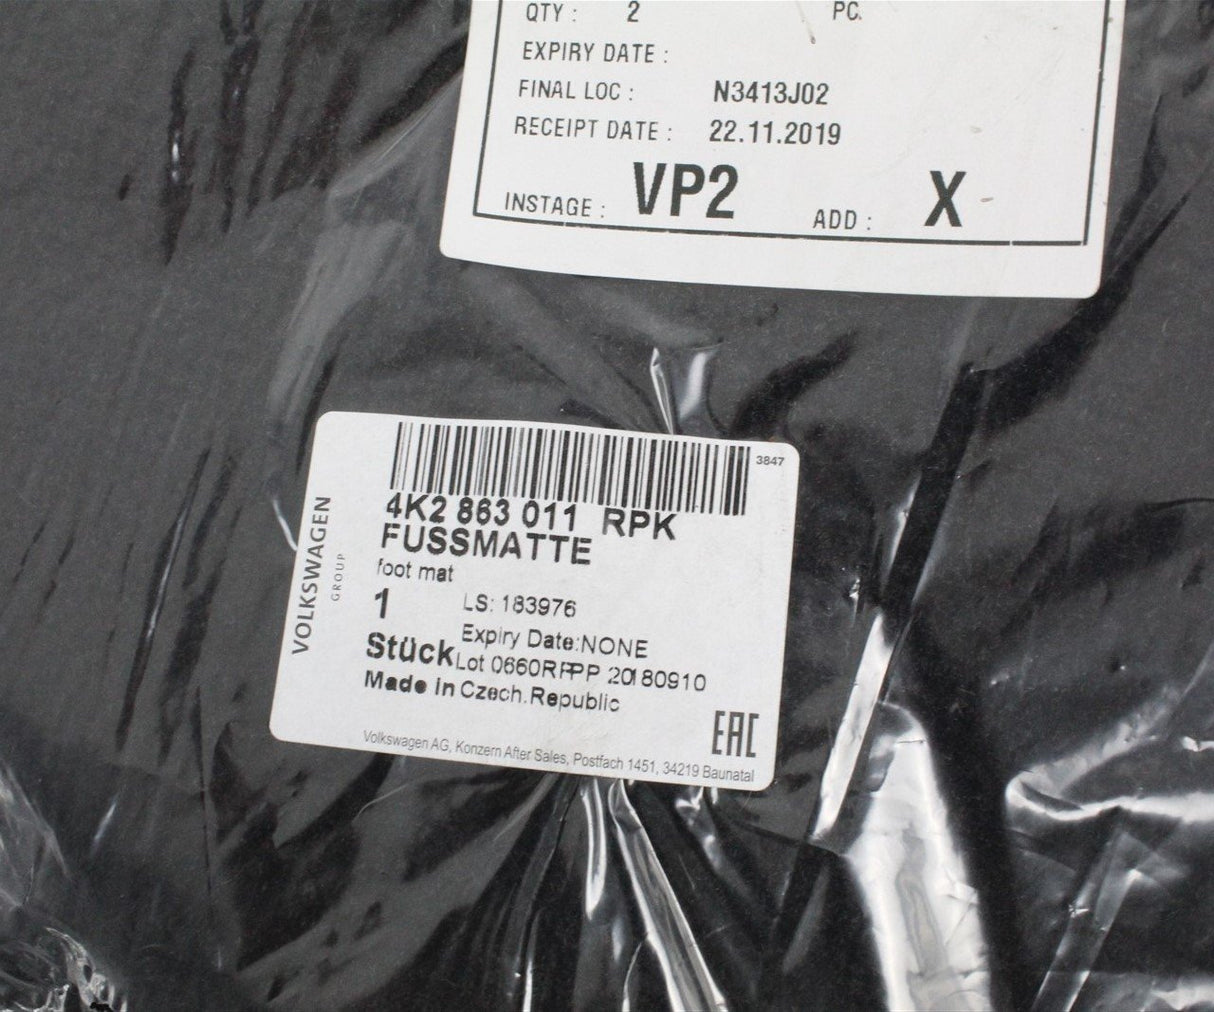 QTY : 2 PC.
EXPIRY DATE :
FINAL LOC : N3413J02
RECEIPT DATE : 22.11.2019
INSTAGE : VP2 ADD : X
3847
4K2 863 011 RPK
FUSSMATTE
foot mat
1 LS: 183976
Expiry Date:NONE
Stück Lot 0660RPPP 20180910
Made in Czech.Republic
EAC
Volkswagen AG, Konzern After Sales, Postfach 1451, 34219 Baunatal
VOLKSWAGEN
GROUP